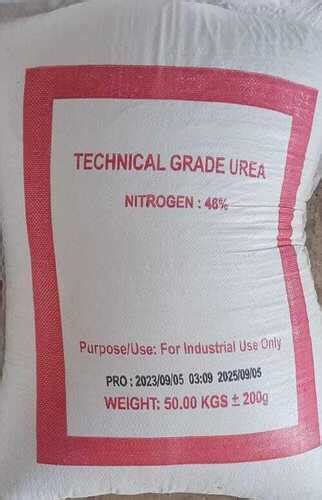 TECHNICAL GRADE UREA
NITROGEN : 46%
Purpose/Use: For Industrial Use Only
PRO : 2023/09/05 03:09 2025/09/05
WEIGHT: 50.00 KGS ± 200g